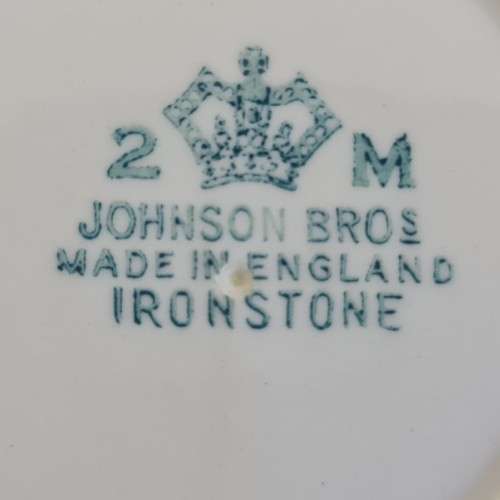 2 M
JOHNSON BROS
MADE IN ENGLAND
IRONSTONE